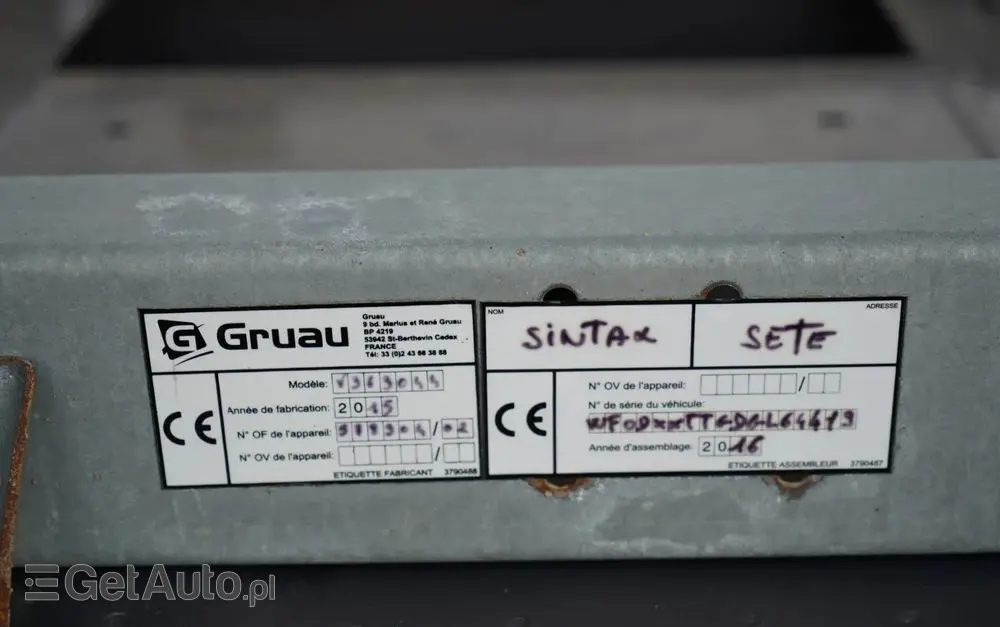 Gruau
Gruau
9 bd. Marius et René Gruau
BP 4219
53942 St-Berthevin Cedex
FRANCE
Tél: 33 (0)2 43 66 38 88
Modèle:
CE
Année de fabrication: 2015
N° OF de l'appareil: /02
N° OV de l'appareil: /
ETIQUETTE FABRICANT 3790488
NOM
SINTAX
ADRESSE
SETE
CE
N° OV de l'appareil: /
N° de série du véhicule:
Année d'assemblage: 2016
ETIQUETTE ASSEMBLEUR 3790487
GetAuto.pl